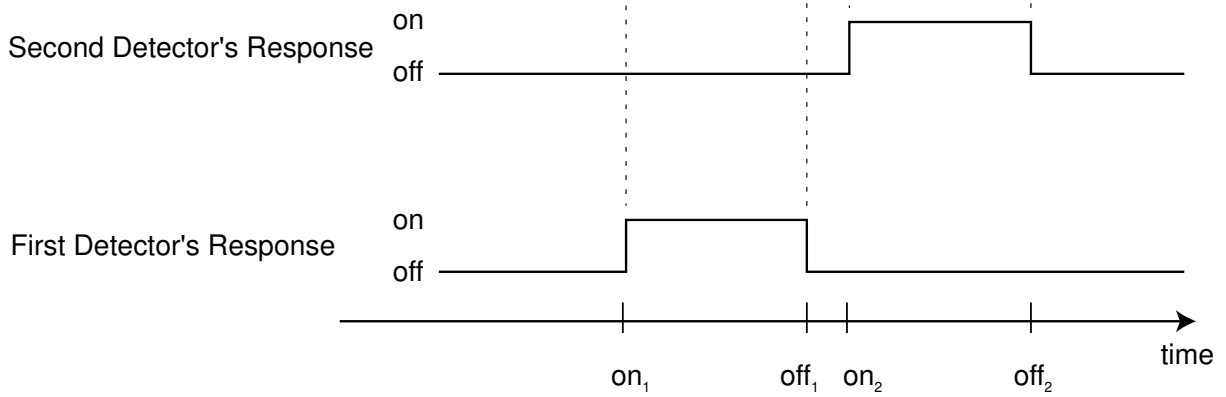 on
Second Detector's Response
off
on
First Detector's Response
off
time
on₁ off₁ on₂ off₂